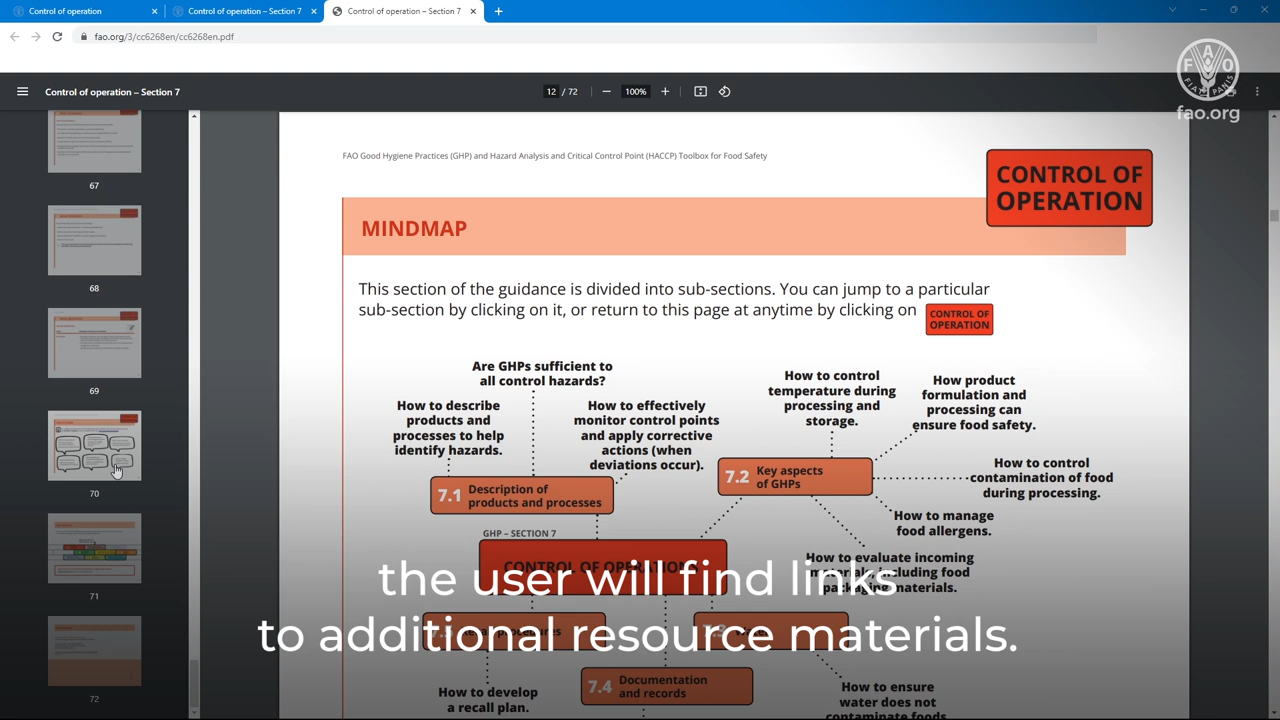 Control of operation
Control of operation – Section 7
Control of operation – Section 7
fao.org/3/cc6268en/cc6268en.pdf
Control of operation – Section 7
12 / 72
100%
FAO
FIAT PANIS
fao.org
67
68
69
70
71
72
FAO Good Hygiene Practices (GHP) and Hazard Analysis and Critical Control Point (HACCP) Toolbox for Food Safety
CONTROL OF
OPERATION
MINDMAP
This section of the guidance is divided into sub-sections. You can jump to a particular
sub-section by clicking on it, or return to this page at anytime by clicking on
CONTROL OF
OPERATION
Are GHPs sufficient to
all control hazards?
How to describe
products and
processes to help
identify hazards.
How to effectively
monitor control points
and apply corrective
actions (when
deviations occur).
7.1 Description of
products and processes
How to control
temperature during
processing and
storage.
How product
formulation and
processing can
ensure food safety.
7.2 Key aspects
of GHPs
How to control
contamination of food
during processing.
How to manage
food allergens.
How to evaluate incoming
materials, including food
packaging materials.
GHP – SECTION 7
CONTROL OF OPERATION
7.4 Documentation
and records
How to develop
a recall plan.
How to ensure
water does not
contaminate foods
the user will find links
to additional resource materials.